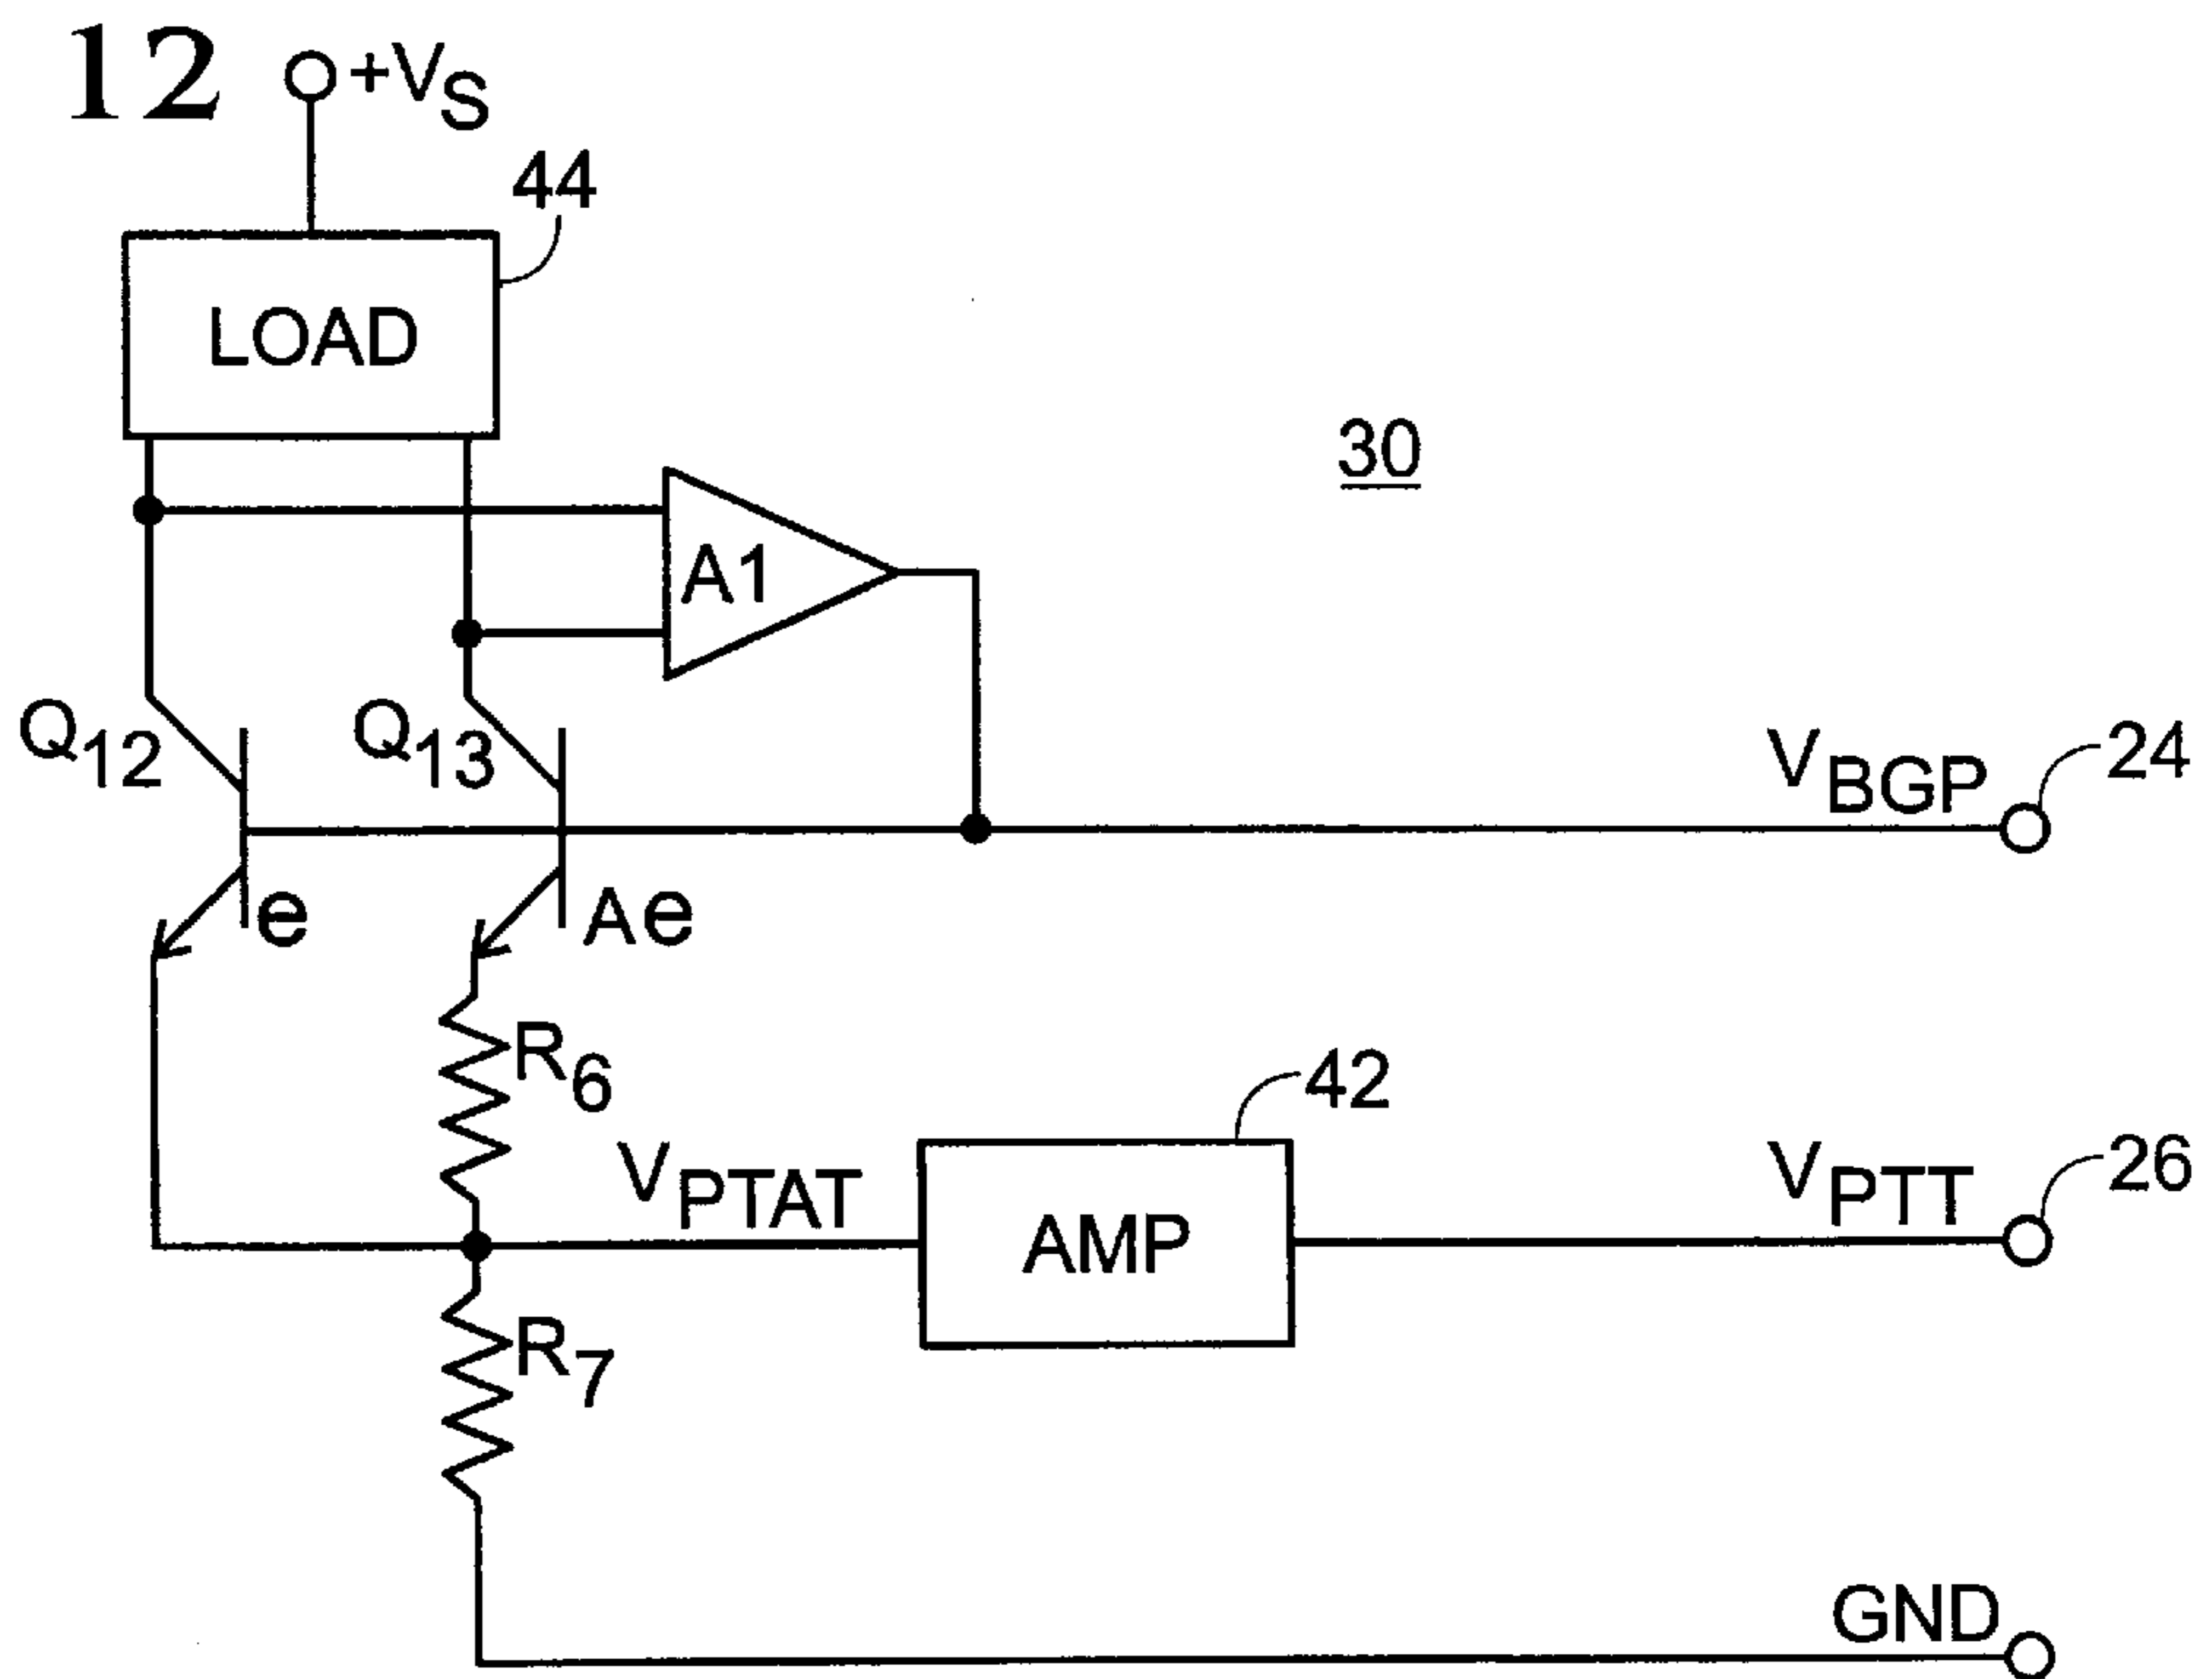 12
+VS
44
LOAD
30
A1
Q12
Q13
VBGP
24
e
Ae
R6
42
VPTAT
AMP
VPTT
26
R7
GND